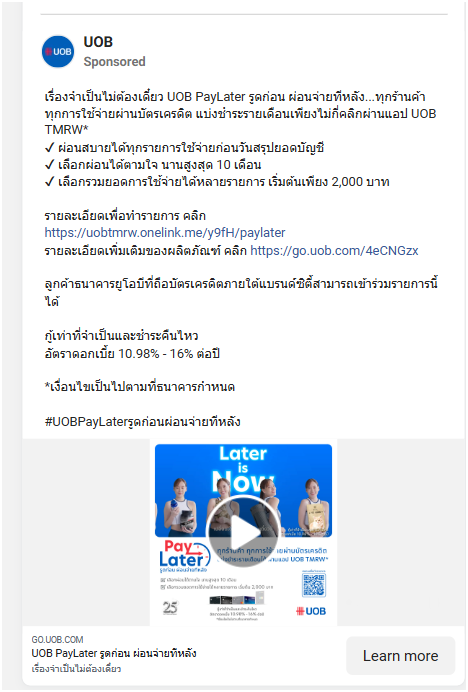 UOB
UOB
Sponsored
เรื่องจำเป็นไม่ต้องเดี๋ยว UOB PayLater รูดก่อน ผ่อนจ่ายทีหลัง...ทุกร้านค้า
ทุกการใช้จ่ายผ่านบัตรเครดิต แบ่งชำระรายเดือนเพียงไม่กี่คลิกผ่านแอป UOB
TMRW*
✓ ผ่อนสบายได้ทุกรายการใช้จ่ายก่อนวันสรุปยอดบัญชี
✓ เลือกผ่อนได้ตามใจ นานสูงสุด 10 เดือน
✓ เลือกรวมยอดการใช้จ่ายได้หลายรายการ เริ่มต้นเพียง 2,000 บาท
รายละเอียดเพื่อทำรายการ คลิก
https://uobtmrw.onelink.me/y9fH/paylater
รายละเอียดเพิ่มเติมของผลิตภัณฑ์ คลิก https://go.uob.com/4eCNGzx
ลูกค้าธนาคารยูโอบีที่ถือบัตรเครดิตภายใต้แบรนด์ซิตี้สามารถเข้าร่วมรายการนี้
ได้
กู้เท่าที่จำเป็นและชำระคืนไหว
อัตราดอกเบี้ย 10.98% - 16% ต่อปี
*เงื่อนไขเป็นไปตามที่ธนาคารกำหนด
#UOBPayLaterรูดก่อนผ่อนจ่ายทีหลัง
Later
is
Now
Pay
Later
รูดก่อน ผ่อนจ่ายทีหลัง
ทุกร้านค้า ทุกการใช้จ่ายผ่านบัตรเครดิต
แบ่งชำระรายเดือนผ่านแอป UOB TMRW*
25
UOB
GO.UOB.COM
UOB PayLater รูดก่อน ผ่อนจ่ายทีหลัง
เรื่องจำเป็นไม่ต้องเดี๋ยว
Learn more